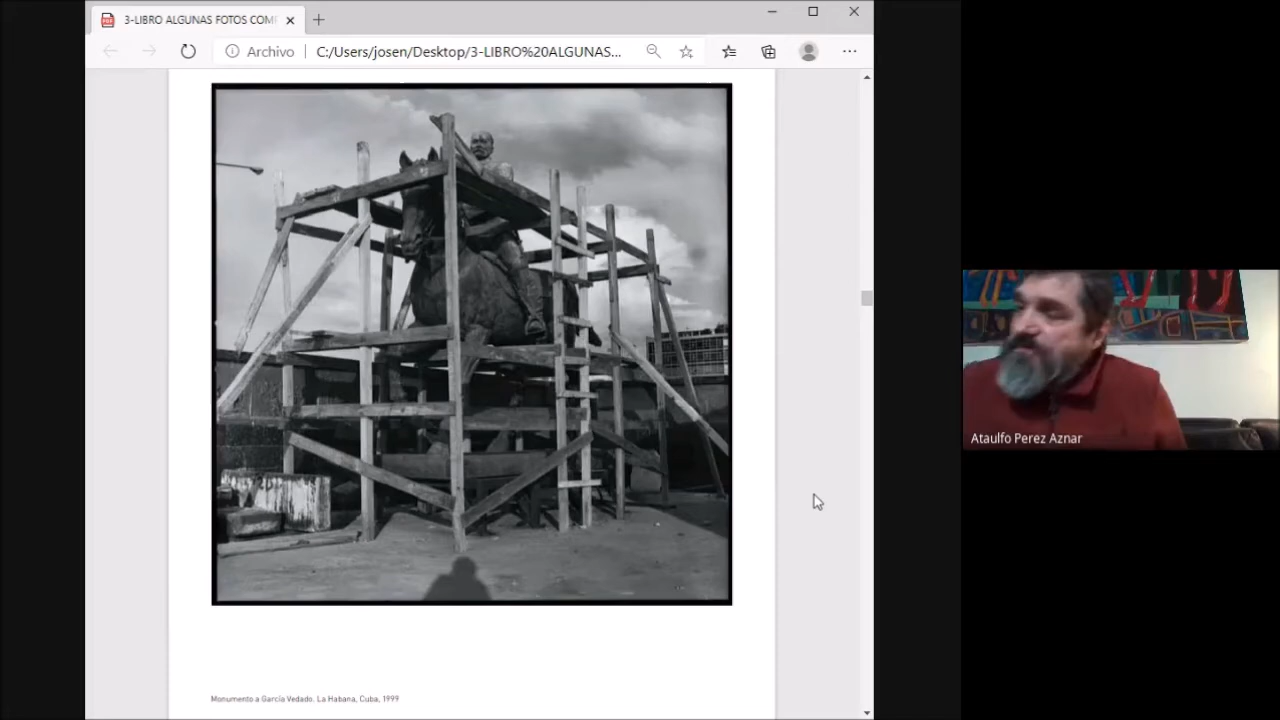 3-LIBRO ALGUNAS FOTOS COM
Archivo
C:/Users/josen/Desktop/3-LIBRO%20ALGUNAS...
Monumento a García Vedado. La Habana, Cuba, 1999
Ataulfo Perez Aznar